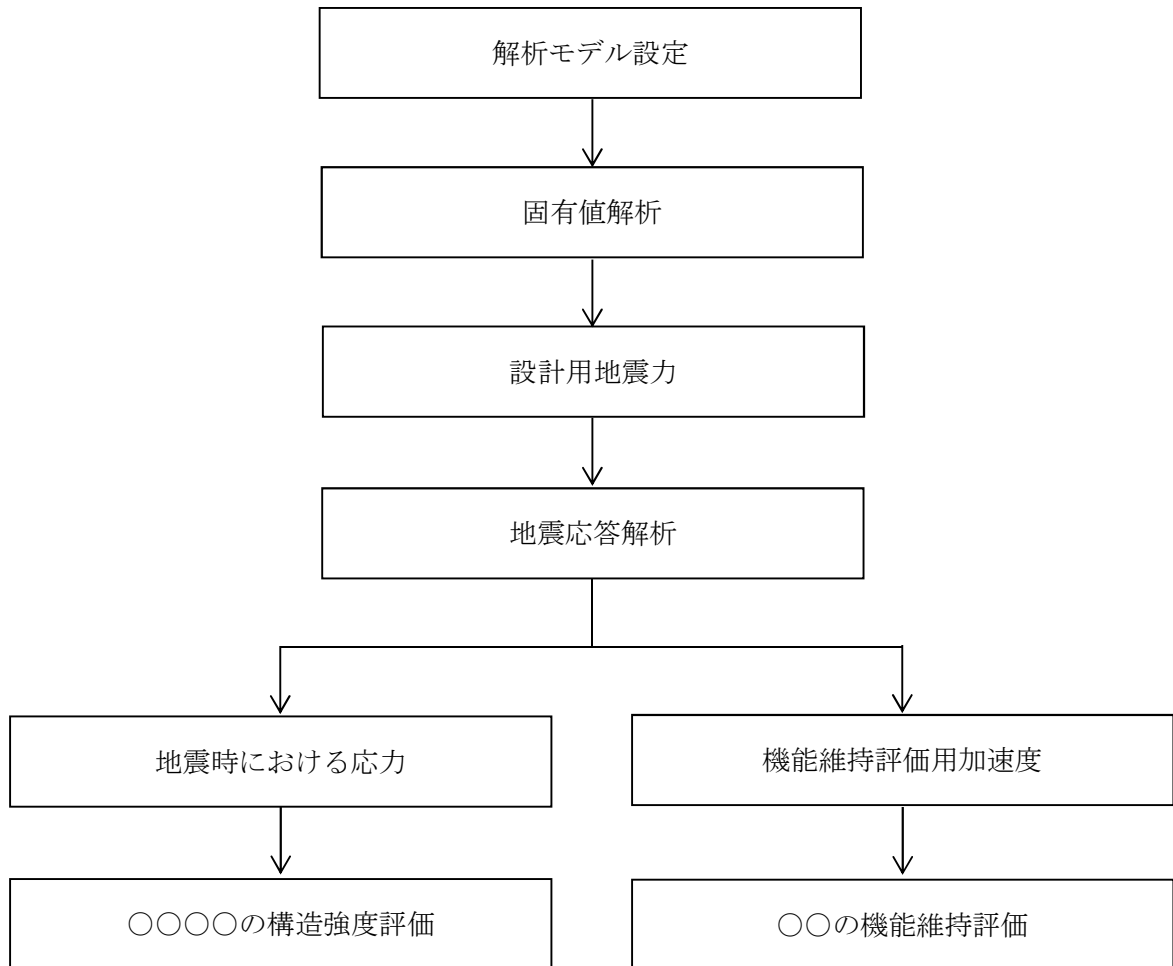 解析モデル設定
固有値解析
設計用地震力
地震応答解析
地震時における応力
機能維持評価用加速度
○○○○の構造強度評価
○○の機能維持評価